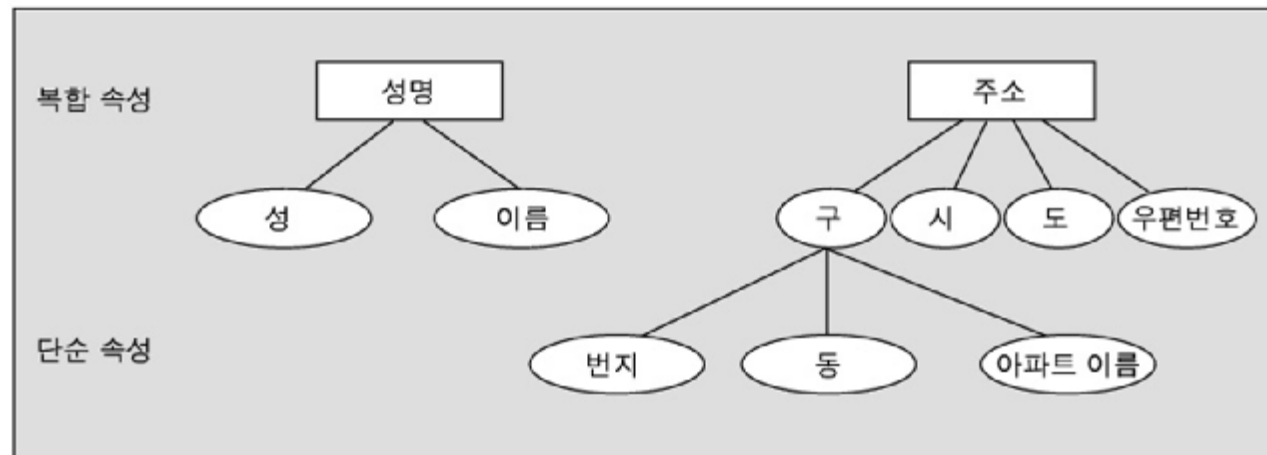 복합 속성
성명
주소
성
이름
구
시
도
우편번호
단순 속성
번지
동
아파트 이름